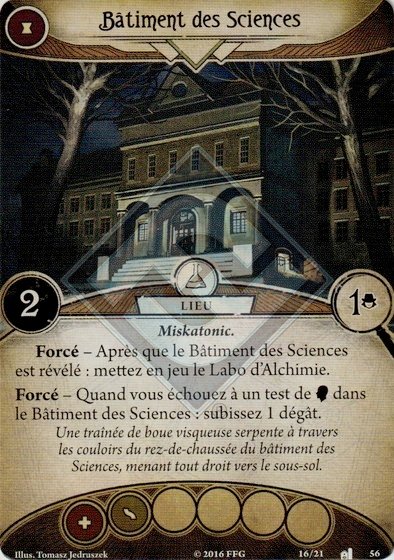 Bâtiment des Sciences
2
LIEU
1
Miskatonic.
Forcé – Après que le Bâtiment des Sciences
est révélé : mettez en jeu le Labo d'Alchimie.
Forcé – Quand vous échouez à un test de dans
le Bâtiment des Sciences : subissez 1 dégât.
Une traînée de boue visqueuse serpente à travers
les couloirs du rez-de-chaussée du bâtiment des
Sciences, menant tout droit vers le sous-sol.
Illus. Tomasz Jedruszek © 2016 FFG 16/21 56